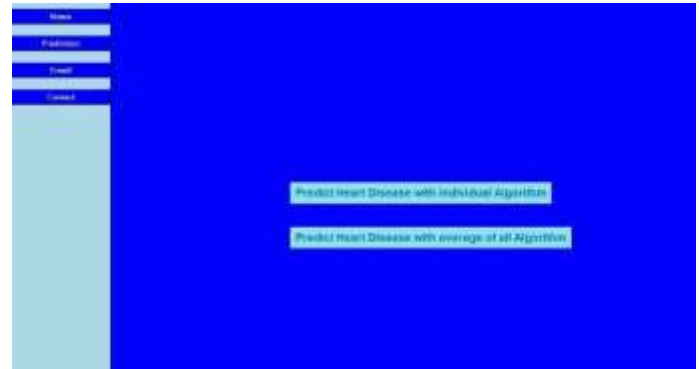 Home
Prediction
Email
Contact
Predict Heart Disease with individual Algorithm
Predict Heart Disease with average of all Algorithm